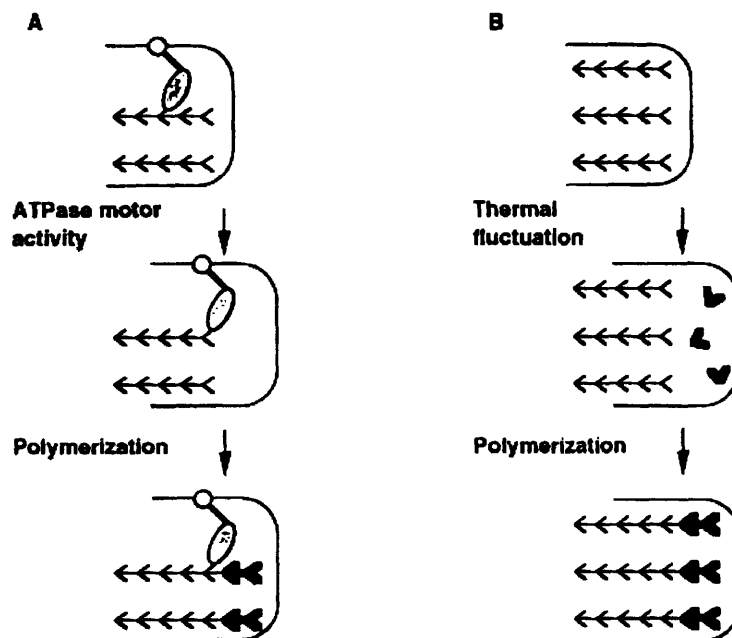 A
ATPase motor
activity
Polymerization
B
Thermal
fluctuation
Polymerization